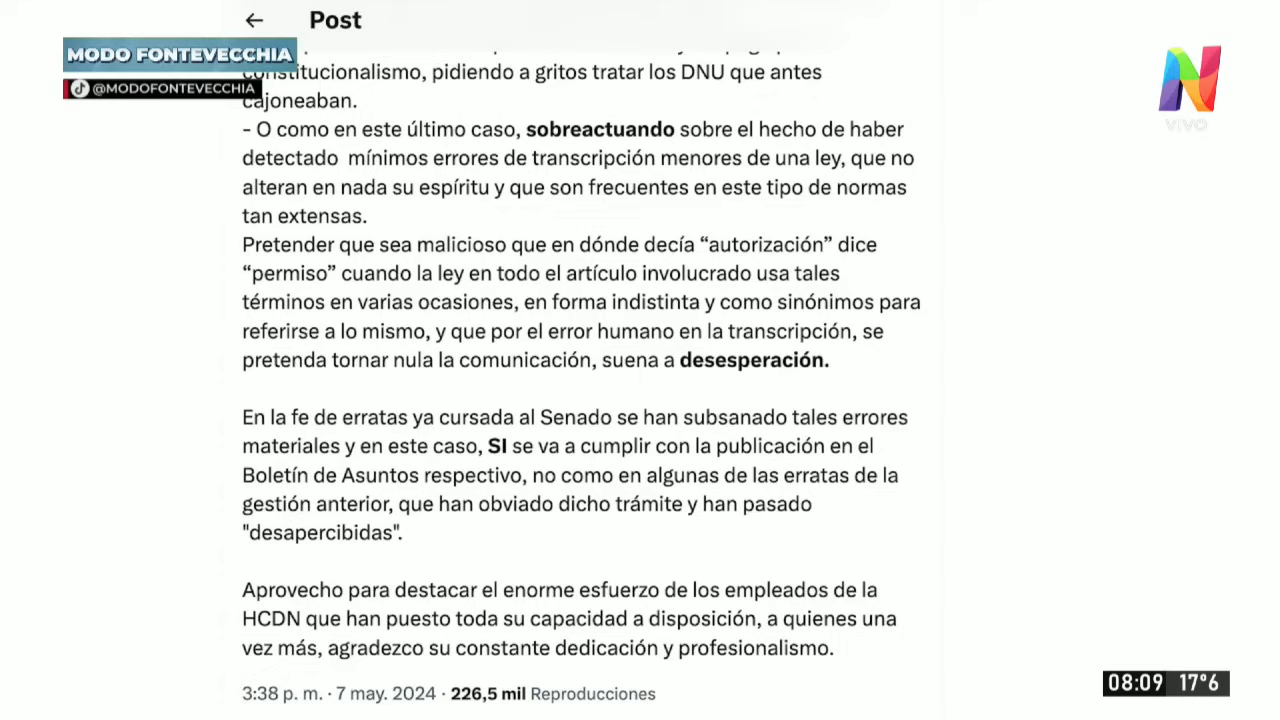 ← Post
MODO FONTEVECCHIA
@MODOFONTEVECCHIA
constitucionalismo, pidiendo a gritos tratar los DNU que antes
cajoneaban.
- O como en este último caso, sobreactuando sobre el hecho de haber
detectado  mínimos errores de transcripción menores de una ley, que no
alteran en nada su espíritu y que son frecuentes en este tipo de normas
tan extensas.
Pretender que sea malicioso que en dónde decía “autorización” dice
“permiso” cuando la ley en todo el artículo involucrado usa tales
términos en varias ocasiones, en forma indistinta y como sinónimos para
referirse a lo mismo, y que por el error humano en la transcripción, se
pretenda tornar nula la comunicación, suena a desesperación.
En la fe de erratas ya cursada al Senado se han subsanado tales errores
materiales y en este caso, SI se va a cumplir con la publicación en el
Boletín de Asuntos respectivo, no como en algunas de las erratas de la
gestión anterior, que han obviado dicho trámite y han pasado
"desapercibidas".
Aprovecho para destacar el enorme esfuerzo de los empleados de la
HCDN que han puesto toda su capacidad a disposición, a quienes una
vez más, agradezco su constante dedicación y profesionalismo.
3:38 p. m. · 7 may. 2024 · 226,5 mil Reproducciones
N
VIVO
08:09 17°6